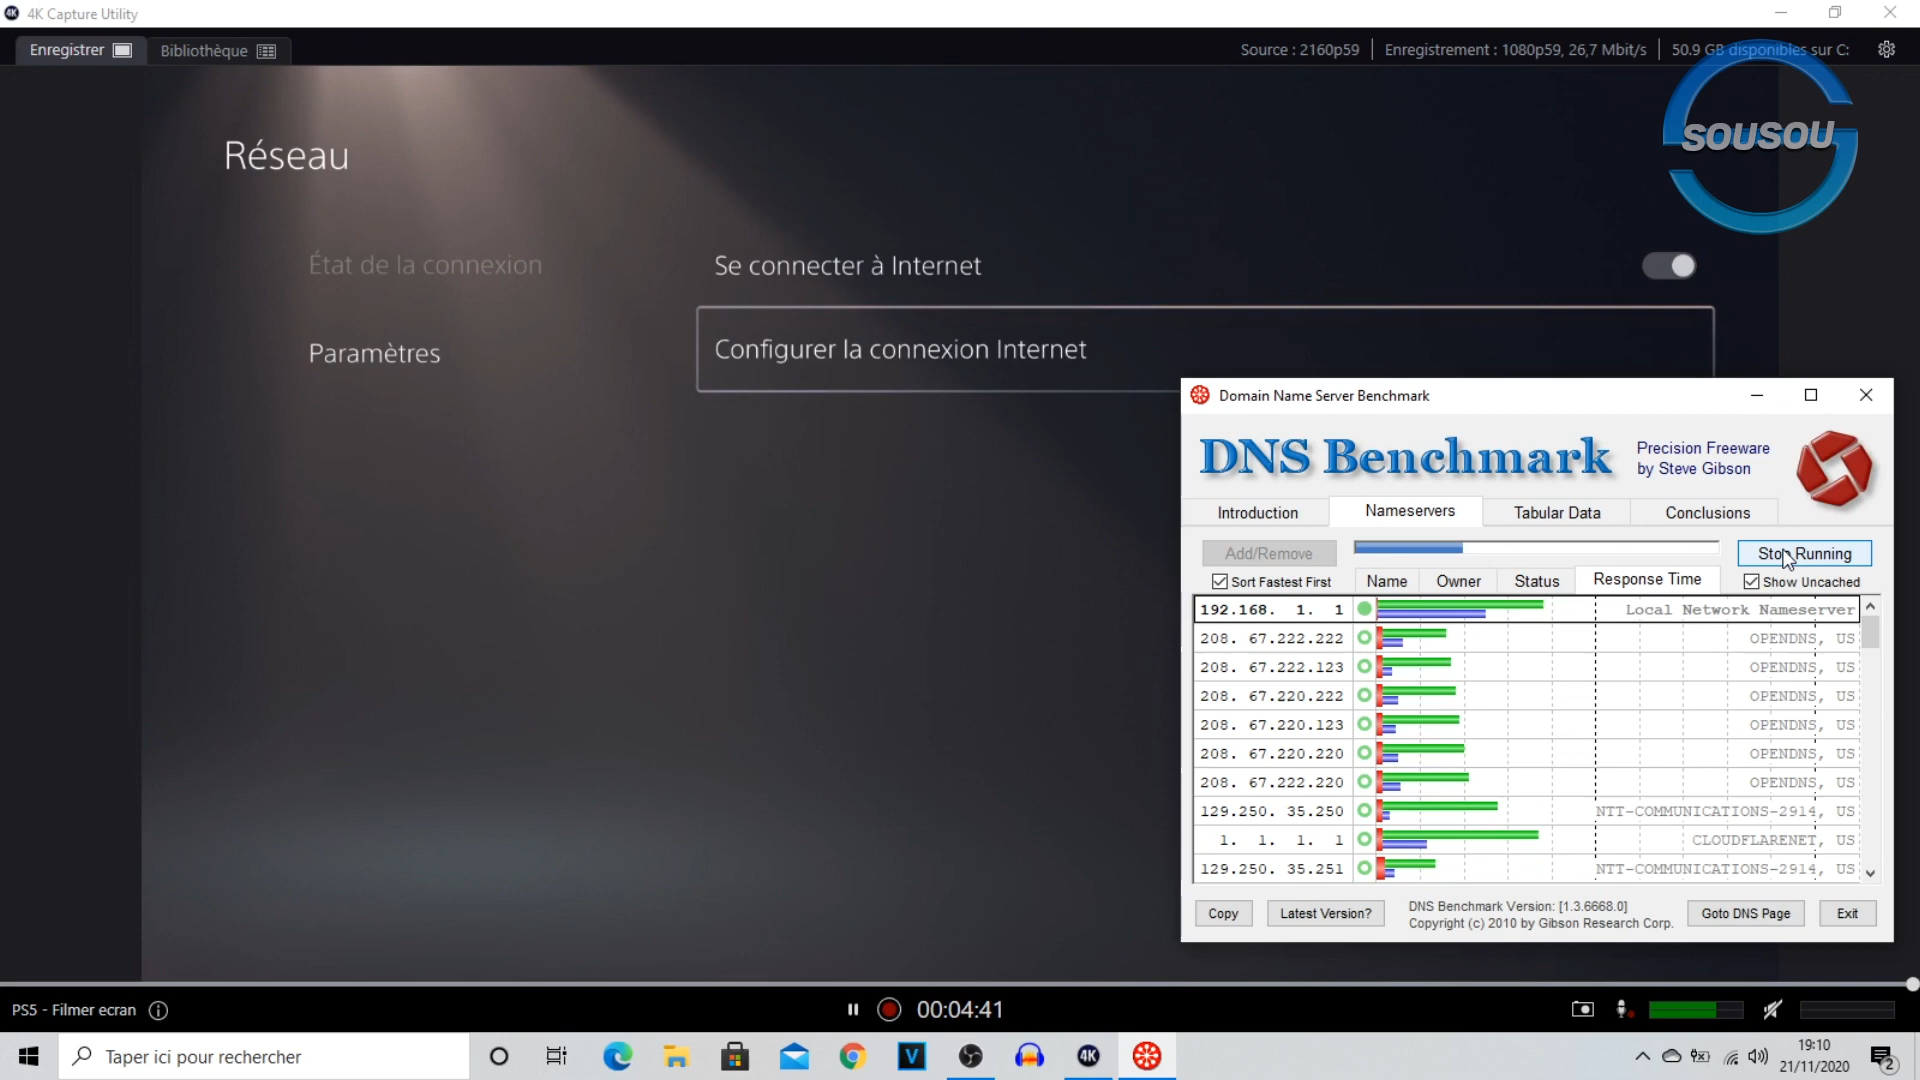 4K Capture Utility
Enregistrer
Bibliothèque
Source : 2160p59
Enregistrement : 1080p59, 26,7 Mbit/s
50.9 GB disponibles sur C:
SOUSOU
Réseau
État de la connexion
Se connecter à Internet
Paramètres
Configurer la connexion Internet
Domain Name Server Benchmark
DNS Benchmark
Precision Freeware
by Steve Gibson
Introduction
Nameservers
Tabular Data
Conclusions
Add/Remove
Stop Running
Sort Fastest First
Name
Owner
Status
Response Time
Show Uncached
192.168. 1. 1 Local Network Nameserver
208. 67.222.222 OPENDNS, US
208. 67.222.123 OPENDNS, US
208. 67.220.222 OPENDNS, US
208. 67.220.123 OPENDNS, US
208. 67.220.220 OPENDNS, US
208. 67.222.220 OPENDNS, US
129.250. 35.250 NTT-COMMUNICATIONS-2914, US
1. 1. 1. 1 CLOUDFLARENET, US
129.250. 35.251 NTT-COMMUNICATIONS-2914, US
Copy
Latest Version?
DNS Benchmark Version: [1.3.6668.0]
Copyright (c) 2010 by Gibson Research Corp.
Goto DNS Page
Exit
PS5 - Filmer ecran
00:04:41
Taper ici pour rechercher
V
4K
19:10
21/11/2020
2